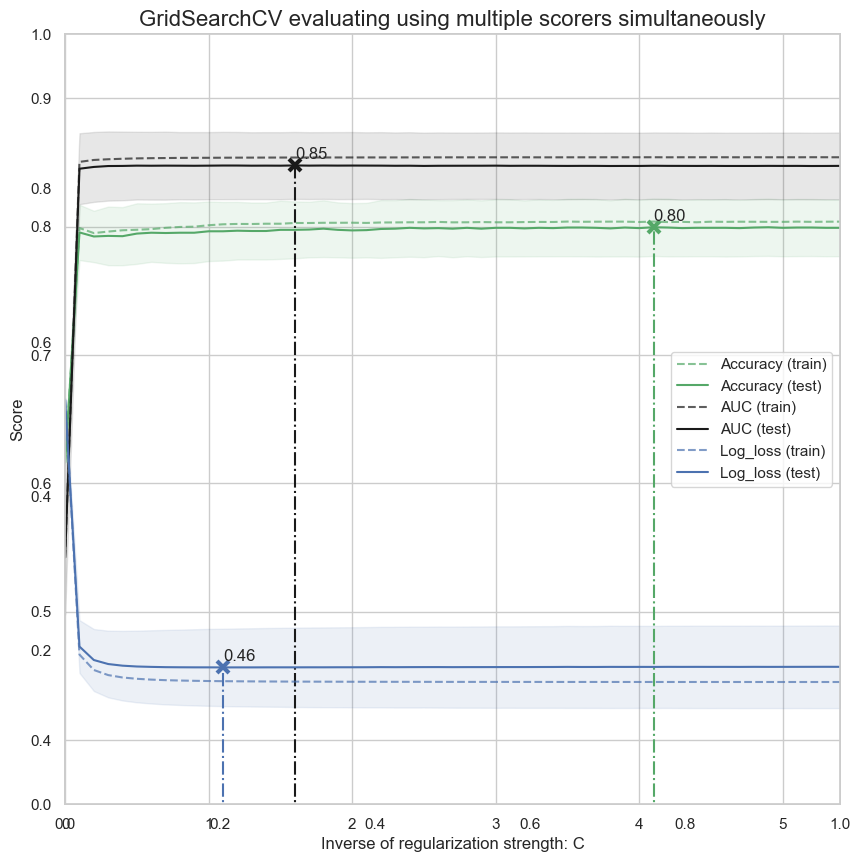 GridSearchCV evaluating using multiple scorers simultaneously
1.0
0.9
0.85
0.8
0.80
0.8
0.6
0.7
Accuracy (train)
Accuracy (test)
AUC (train)
AUC (test)
Log_loss (train)
Log_loss (test)
Score
0.6
0.4
0.5
0.2
0.46
0.4
0.0
0 0.0 1 0.2 2 0.4 3 0.6 4 0.8 5 1.0
Inverse of regularization strength: C